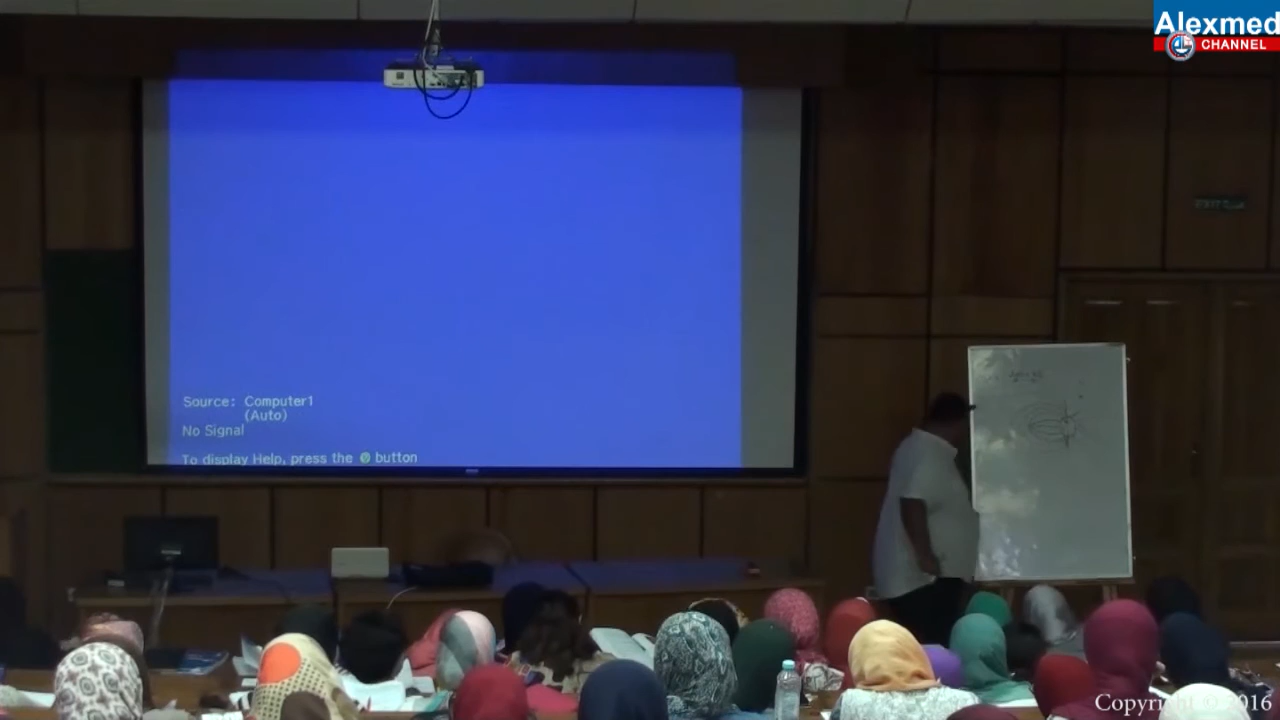 Alexmed
CHANNEL
Source: Computer1
(Auto)
No Signal
To display Help, press the button
Copyright © 2016